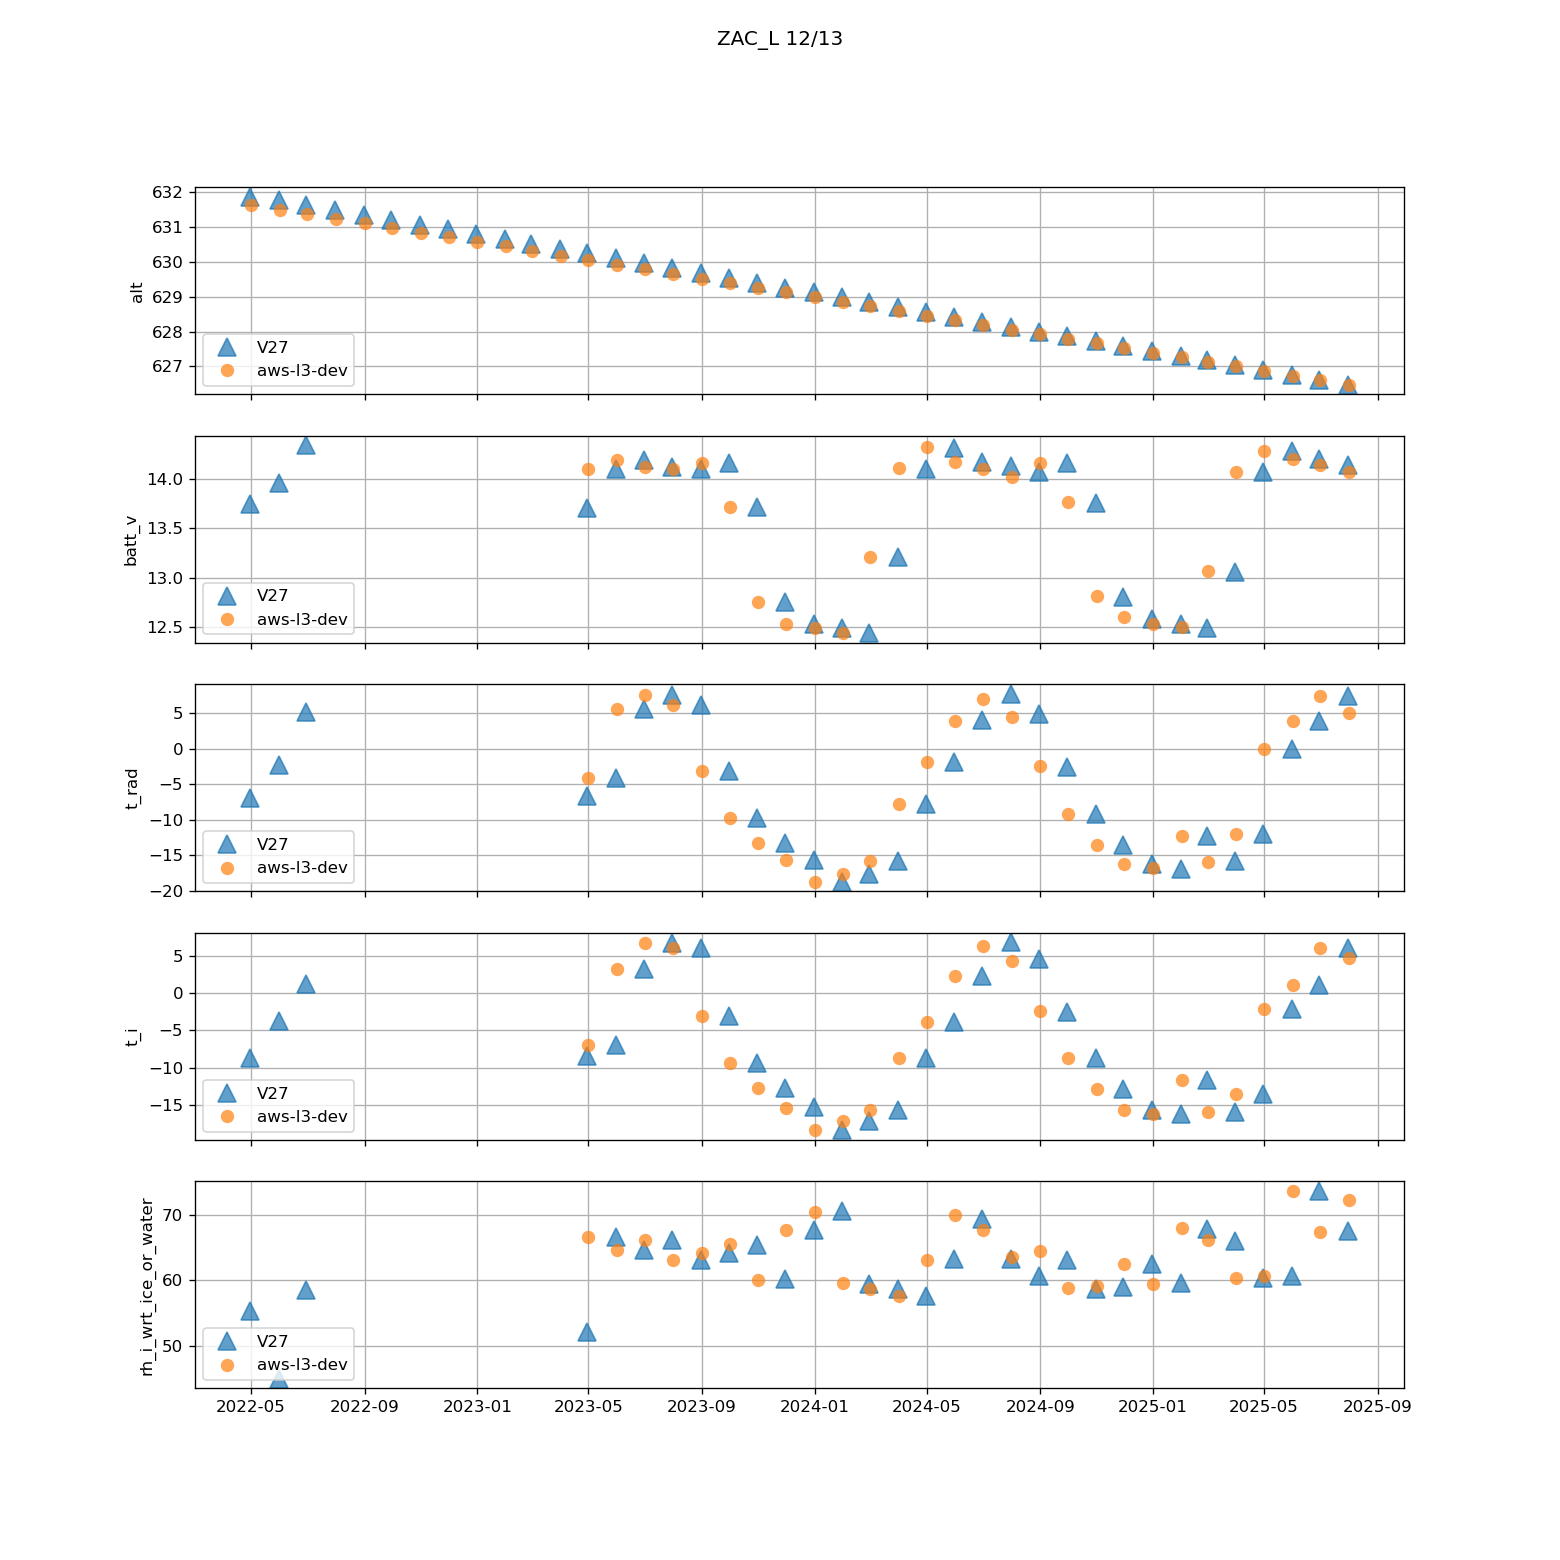 ZAC_L 12/13
632
631
630
629
628
627
alt
V27
aws-l3-dev
14.0
13.5
13.0
12.5
batt_v
V27
aws-l3-dev
5
0
−5
−10
−15
−20
t_rad
V27
aws-l3-dev
5
0
−5
−10
−15
t_i
V27
aws-l3-dev
70
60
50
rh_i_wrt_ice_or_water
V27
aws-l3-dev
2022-05 2022-09 2023-01 2023-05 2023-09 2024-01 2024-05 2024-09 2025-01 2025-05 2025-09